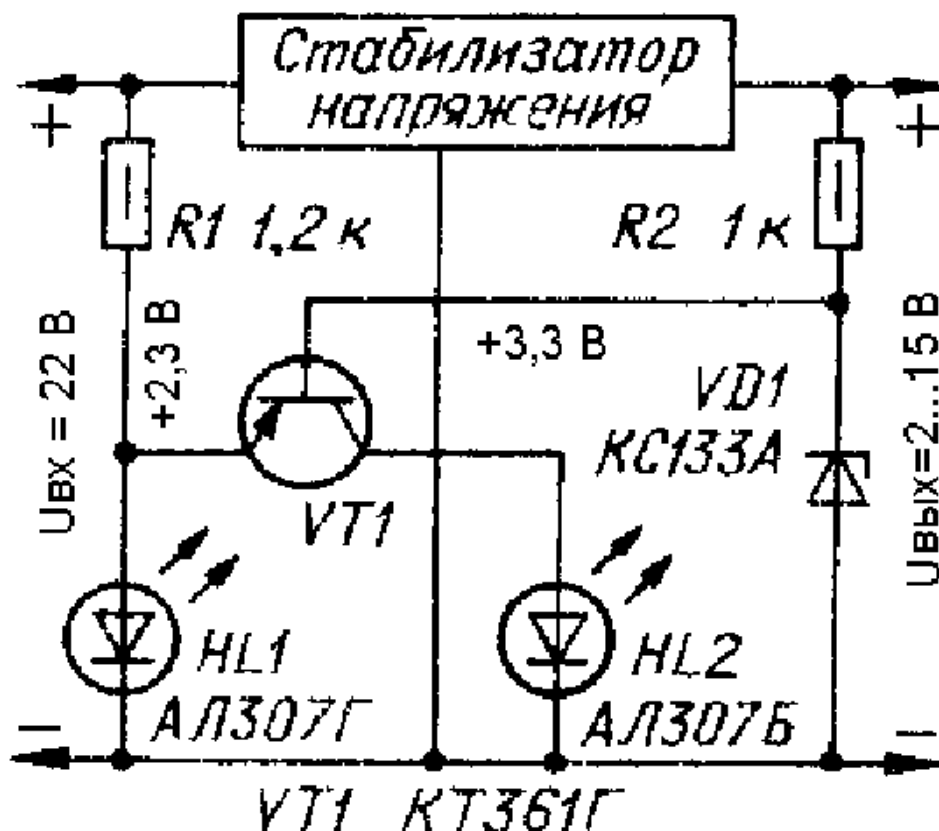 Стабилизатор
напряжения
+
+
R1 1,2 к
R2 1 к
Uвх = 22 В
+2,3 В
+3,3 В
VD1
КС133А
Uвых=2...15 В
VT1
HL1
АЛ307Г
HL2
АЛ307Б
–
–
VT1 КТ361Г